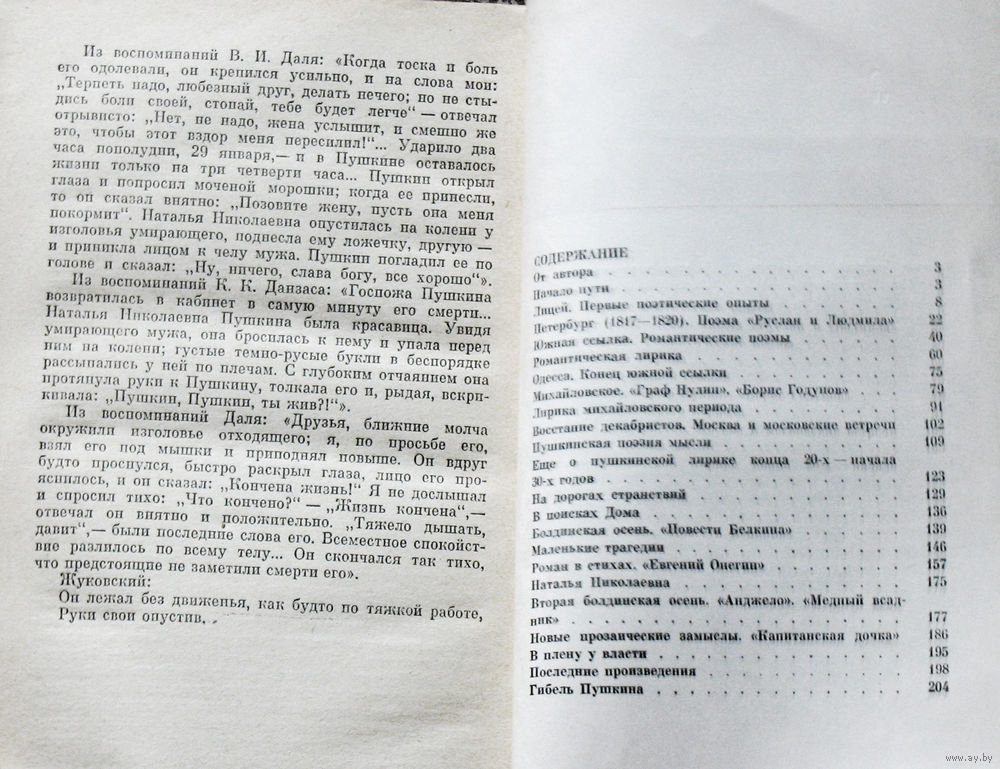 Из воспоминаний В. И. Даля: «Когда тоска и боль
его одолевали, он крепился усильно, и на слова мои:
„Терпеть надо, любезный друг, делать нечего; но не сты-
дись боли своей, стонай, тебе будет легче“ — отвечал
отрывисто: „Нет, не надо, жена услышит, и смешно же
это, чтобы этот вздор меня пересилил!“... Ударило два
часа пополудни, 29 января,— и в Пушкине оставалось
жизни только на три четверти часа... Пушкин открыл
глаза и попросил моченой морошки; когда ее принесли,
то он сказал внятно: „Позовите жену, пусть она меня
покормит“. Наталья Николаевна опустилась на колени у
изголовья умирающего, поднесла ему ложечку, другую —
и приникла лицом к челу мужа. Пушкин погладил ее по
голове и сказал: „Ну, ничего, слава богу, все хорошо“».
Из воспоминаний К. К. Данзаса: «Госпожа Пушкина
возвратилась в кабинет в самую минуту его смерти...
Наталья Николаевна Пушкина была красавица. Увидя
умирающего мужа, она бросилась к нему и упала перед
ним на колени; густые темно-русые букли в беспорядке
рассыпались у ней по плечам. С глубоким отчаянием она
протянула руки к Пушкину, толкала его и, рыдая, вскри-
кивала: „Пушкин, Пушкин, ты жив?!“».
Из воспоминаний Даля: «Друзья, ближние молча
окружили изголовье отходящего; я, по просьбе его,
взял его под мышки и приподнял повыше. Он вдруг
будто проснулся, быстро раскрыл глаза, лицо его про-
яснилось, и он сказал: „Кончена жизнь!“ Я не дослышал
и спросил тихо: „Что кончено?“ — „Жизнь кончена“,—
отвечал он внятно и положительно. „Тяжело дышать,
давит“,— были последние слова его. Всеместное спокойст-
вие разлилось по всему телу... Он скончался так тихо,
что предстоящие не заметили смерти его».
Жуковский:
Он лежал без движенья, как будто по тяжкой работе,
Руки свои опустив.
СОДЕРЖАНИЕ
От автора . . . . . . . . . . . . 3
Начало пути . . . . . . . . . . . . 3
Лицей. Первые поэтические опыты . . . . . 8
Петербург (1817—1820). Поэма «Руслан и Людмила» 22
Южная ссылка. Романтические поэмы . . . . 40
Романтическая лирика . . . . . . . . . 60
Одесса. Конец южной ссылки . . . . . . . 75
Михайловское. «Граф Нулин». «Борис Годунов» . . 79
Лирика михайловского периода . . . . . . 91
Восстание декабристов. Москва и московские встречи 102
Пушкинская поэзия мысли . . . . . . . 109
Еще о пушкинской лирике конца 20-х — начала
30-х годов . . . . . . . . . . . . 123
На дорогах странствий . . . . . . . . 129
В поисках Дома . . . . . . . . . . 136
Болдинская осень. «Повести Белкина» . . . . 139
Маленькие трагедии . . . . . . . . . 146
Роман в стихах. «Евгений Онегин» . . . . . 157
Наталья Николаевна . . . . . . . . . 175
Вторая болдинская осень. «Анджело». «Медный всад-
ник» . . . . . . . . . . . . . . 177
Новые прозаические замыслы. «Капитанская дочка» 186
В плену у власти . . . . . . . . . . 195
Последние произведения . . . . . . . . 198
Гибель Пушкина . . . . . . . . . . 204
www.ay.by